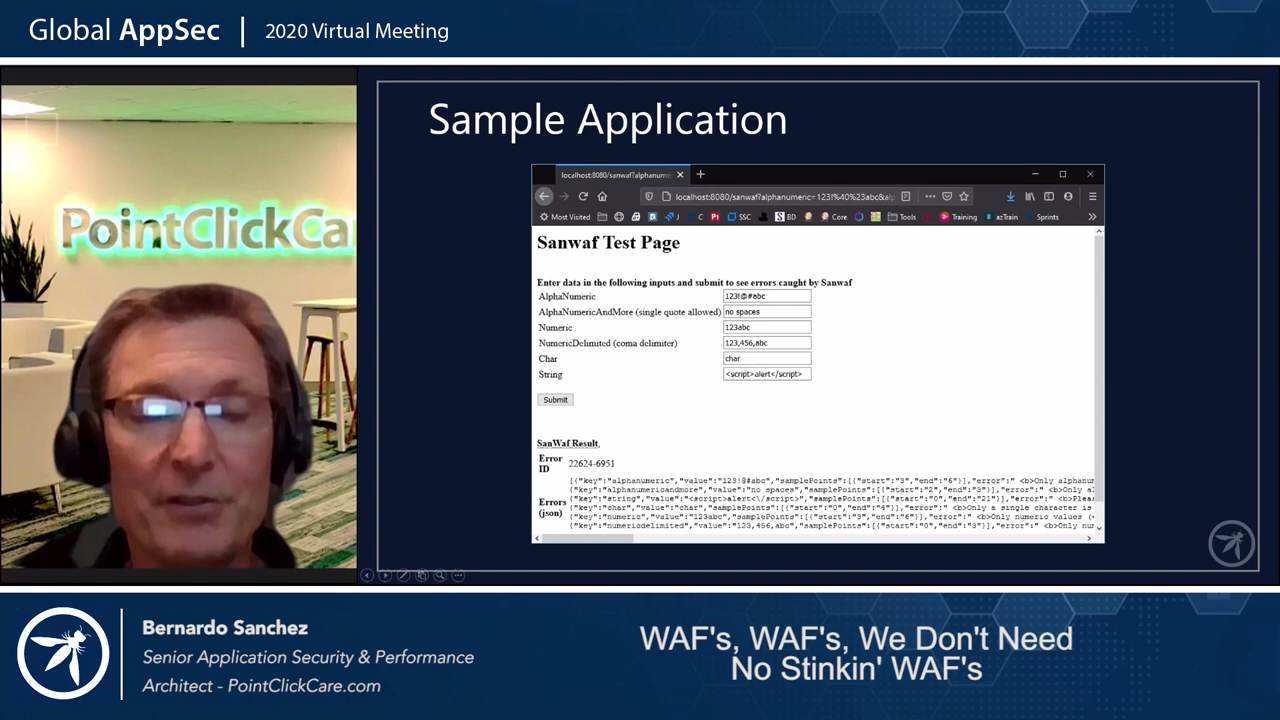 Global AppSec | 2020 Virtual Meeting
PointClickCa
Sample Application
localhost:8080/sanwaf?alphanume
localhost:8080/sanwaf?alphanumeric=123!%40%23abc&al
Most Visited
J
C
SSC
BD
Core
Tools
Training
azTrain
Sprints
Sanwaf Test Page
Enter data in the following inputs and submit to see errors caught by Sanwaf
AlphaNumeric 123!@#abc
AlphaNumericAndMore (single quote allowed) no spaces
Numeric 123abc
NumericDelimited (coma delimiter) 123,456,abc
Char char
String <script>alert</script>
Submit
SanWaf Result,
Error ID 22624-6951
Errors (json)
[{"key":"alphanumeric","value":"123!@#abc","samplePoints":[{"start":"3","end":"6"}],"error":" <b>Only alphanum
{"key":"alphanumericandmore","value":"no spaces","samplePoints":[{"start":"2","end":"3"}],"error":" <b>Only al
{"key":"string","value":"<script>alert<\/script>","samplePoints":[{"start":"0","end":"21"}],"error":" <b>Plea
{"key":"char","value":"char","samplePoints":[{"start":"0","end":"4"}],"error":" <b>Only a single character is
{"key":"numeric","value":"123abc","samplePoints":[{"start":"3","end":"6"}],"error":" <b>Only numeric values (
{"key":"numericdelimited","value":"123,456,abc","samplePoints":[{"start":"0","end":"3"}],"error":" <b>Only num
Bernardo Sanchez
Senior Application Security & Performance
Architect - PointClickCare.com
WAF's, WAF's, We Don't Need
No Stinkin' WAF's